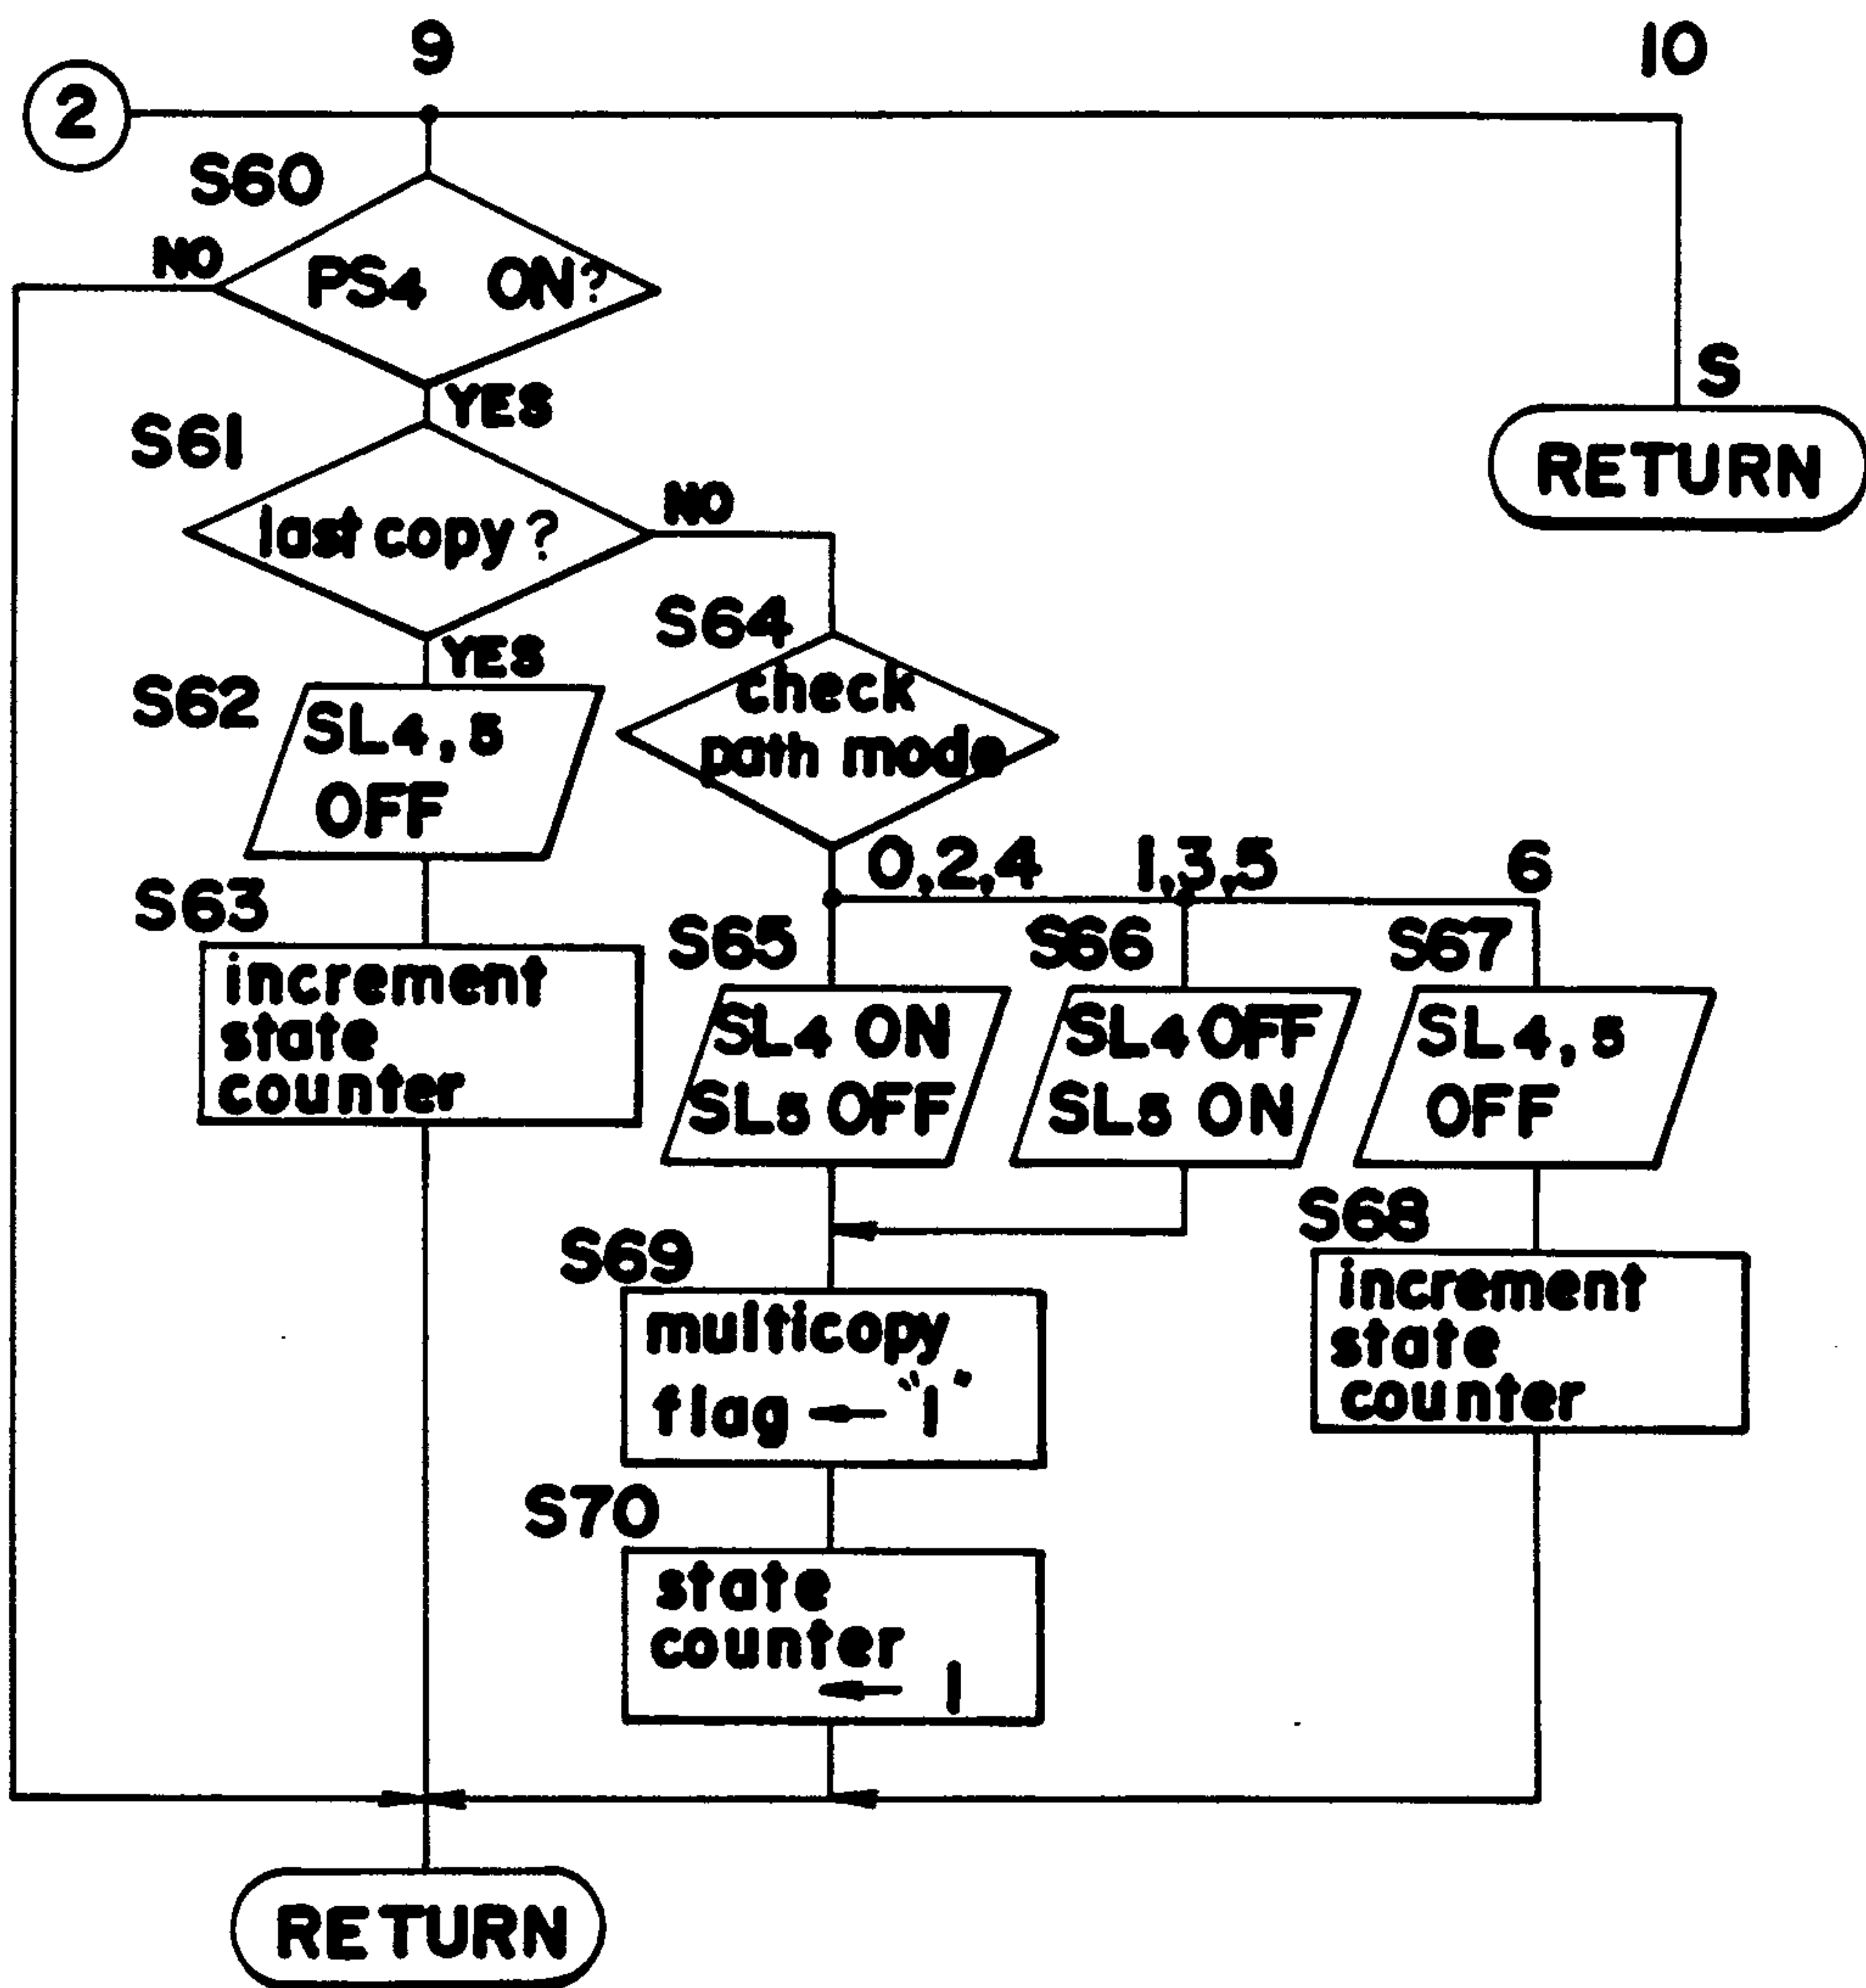 9
10
2
S60
NO
PS4 ON?
YES
S
RETURN
S61
last copy?
NO
YES
S62
SL4, 5
OFF
S64
check
path mode
0,2,4
1,3,5
6
S63
increment
state
counter
S65
SL4 ON
SL5 OFF
S66
SL4 OFF
SL5 ON
S67
SL4, 5
OFF
S68
increment
state
counter
S69
multicopy
flag ← "1"
S70
state
counter
← 1
RETURN